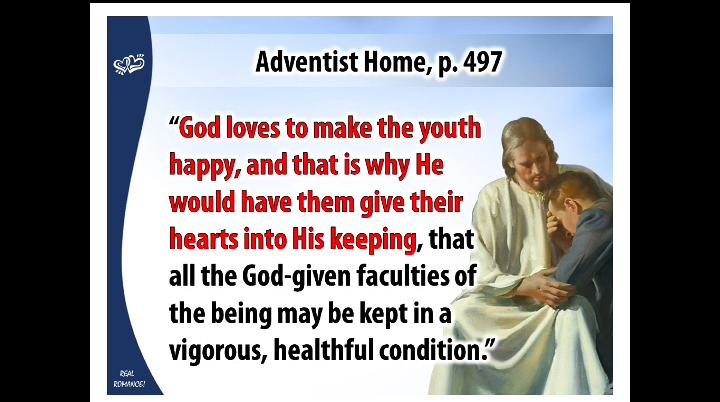 Adventist Home, p. 497
“God loves to make the youth
happy, and that is why He
would have them give their
hearts into His keeping, that
all the God-given faculties of
the being may be kept in a
vigorous, healthful condition.”
REAL
ROMANCE!